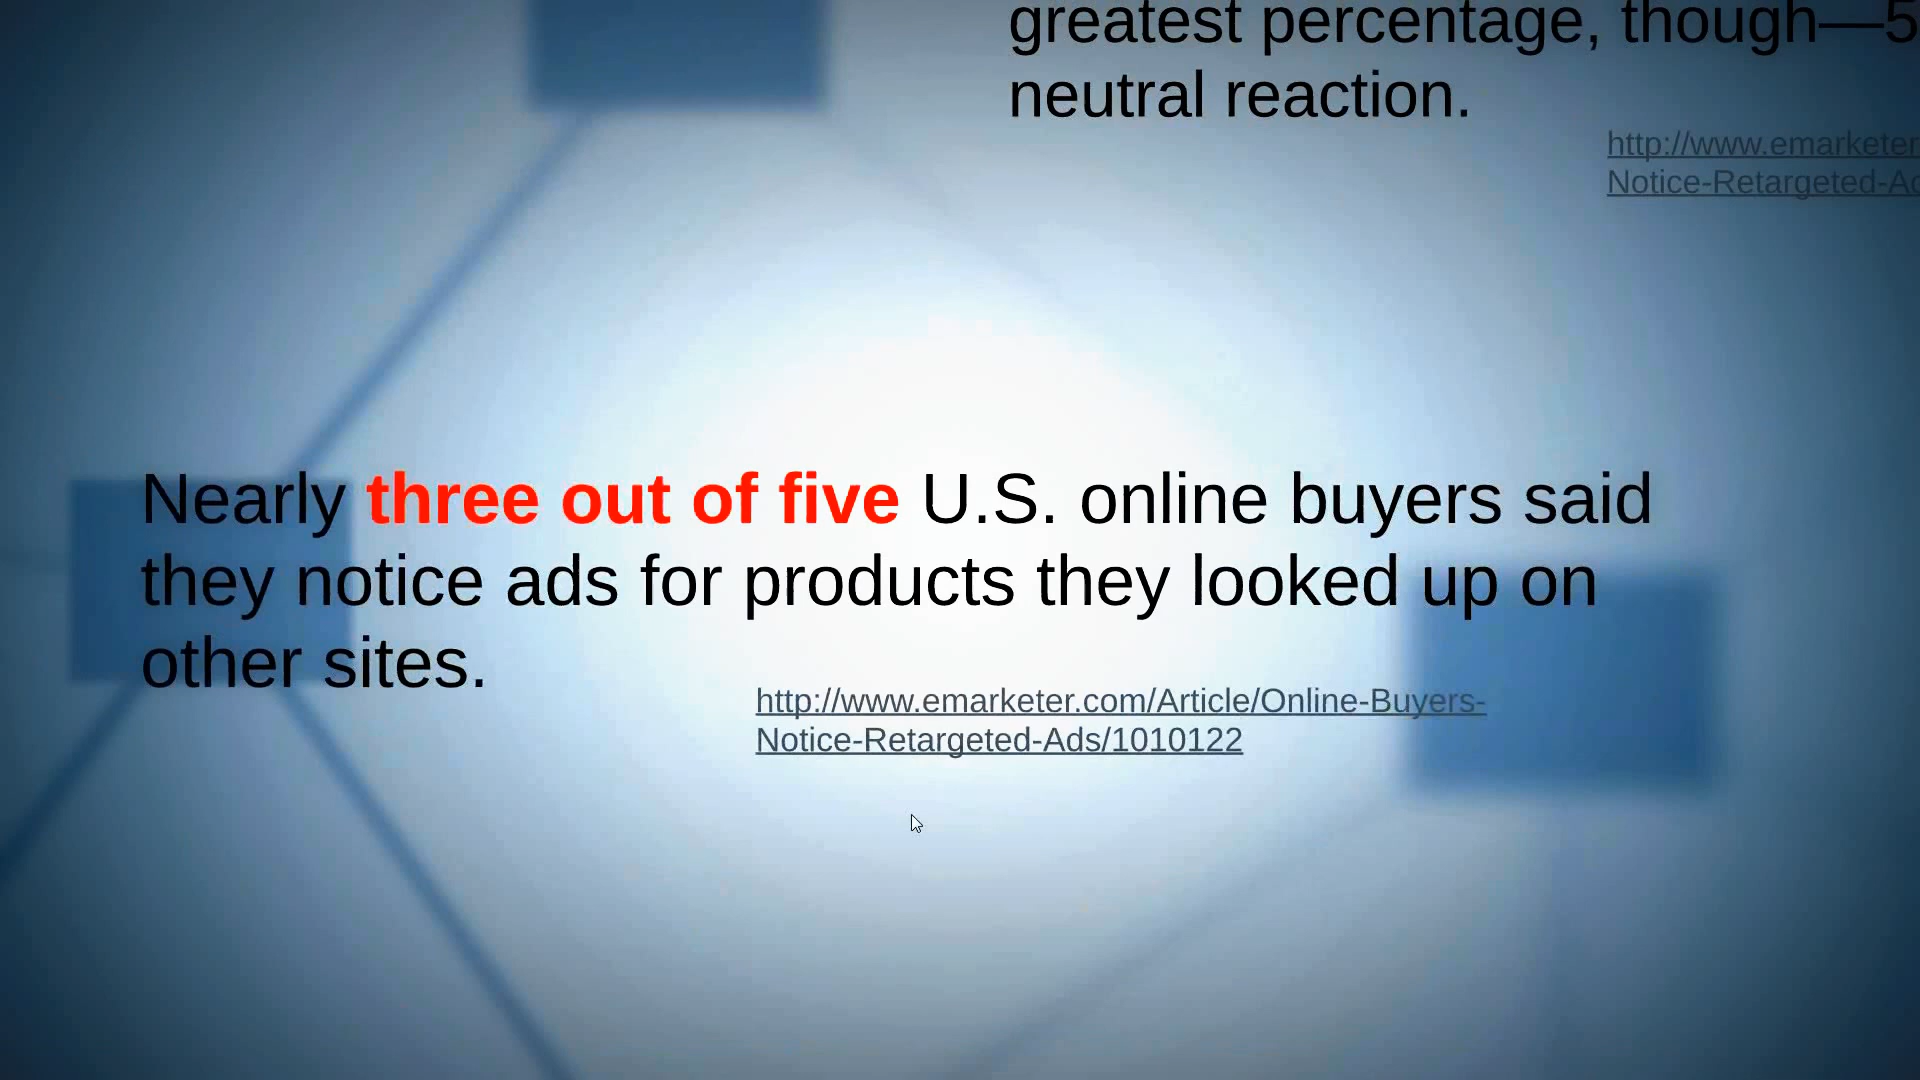 greatest percentage, though—5
neutral reaction.
http://www.emarketer
Notice-Retargeted-Ad
Nearly three out of five U.S. online buyers said
they notice ads for products they looked up on
other sites.
http://www.emarketer.com/Article/Online-Buyers-
Notice-Retargeted-Ads/1010122